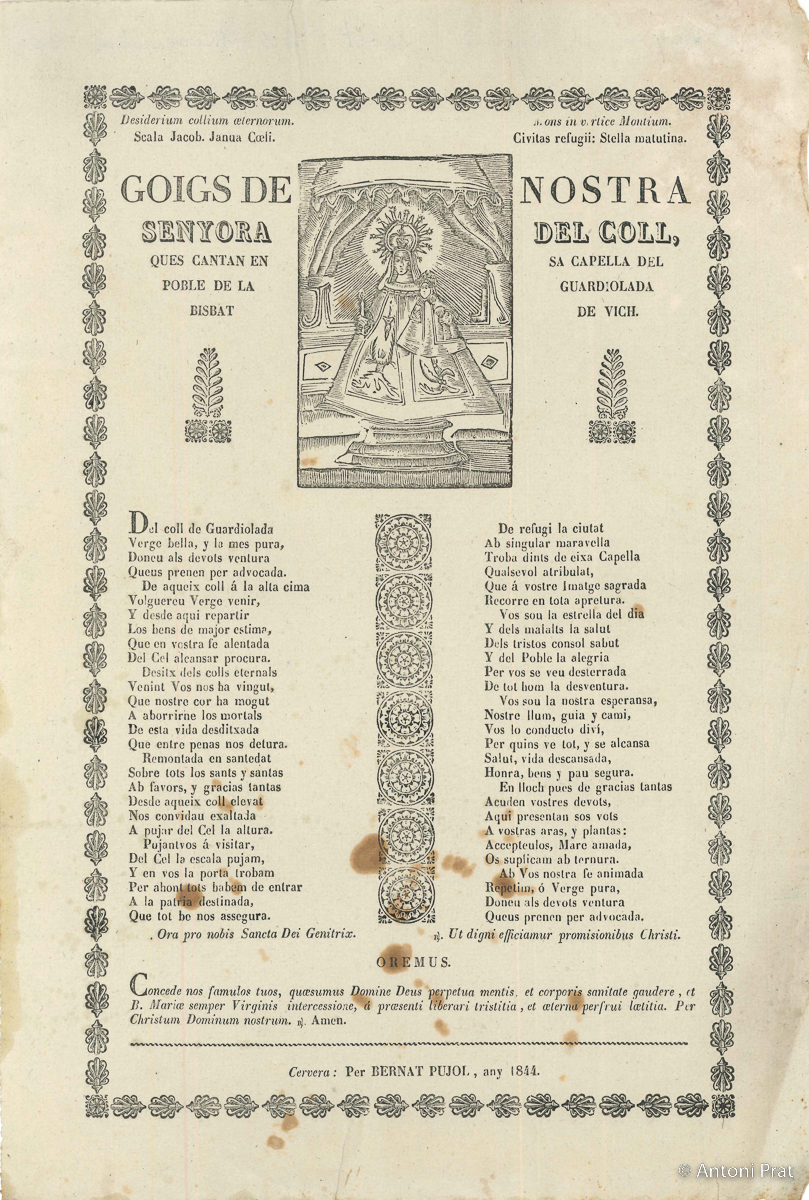 Desiderium collium œternorum.
Scala Jacob. Janua Cœli.
Mons in vertice Montium.
Civitas refugii: Stella matutina.
GOIGS DE NOSTRA
SENYORA DEL COLL,
QUES CANTAN EN SA CAPELLA DEL
POBLE DE LA GUARDIOLADA
BISBAT DE VICH.
Del coll de Guardiolada
Verge bella, y la mes pura,
Doneu als devots ventura
Queus prenen per advocada.
De aqueix coll á la alta cima
Volguereu Verge venir,
Y desde aqui repartir
Los bens de major estima,
Que en vostra fe alentada
Del Cel alcansar procura.
Desitx dels colls eternals
Venint Vos nos ha vingut,
Que nostre cor ha mogut
A aborrirne los mortals
De esta vida desditxada
Que entre penas nos detura.
Remontada en santedat
Sobre tots los sants y santas
Ab favors, y gracias tantas
Desde aqueix coll elevat
Nos convidau exaltada
A pujar del Cel la altura.
Pujantvos á visitar,
Del Cel la escala pujam,
Y en vos la porta trobam
Per ahont tots habem de entrar
A la patria destinada,
Que tot be nos assegura.
De refugi la ciutat
Ab singular maravella
Troba dints de eixa Capella
Qualsevol atribulat,
Que á vostre Imatge sagrada
Recorre en tota apretura.
Vos sou la estrella del dia
Y dels malalts la salut
Dels tristos consol sabut
Y del Poble la alegria
Per vos se veu desterrada
De tot hom la desventura.
Vos sou la nostra esperansa,
Nostre llum, guia y cami,
Vos lo conducto diví,
Per quins ve tot, y se alcansa
Salut, vida descansada,
Honra, bens y pau segura.
En lloch pues de gracias tantas
Acuden vostres devots,
Aqui presentan sos vots
A vostras aras, y plantas:
Accepteulos, Mare amada,
Os suplicam ab ternura.
Ab Vos nostra fe animada
Repetim, ó Verge pura,
Doneu als devots ventura
Queus prenen per advocada.
. Ora pro nobis Sancta Dei Genitrix.
℟. Ut digni efficiamur promisionibus Christi.
OREMUS.
Concede nos famulos tuos, quæsumus Domine Deus perpetua mentis, et corporis sanitate gaudere, et
B. Mariæ semper Virginis intercessione, á præsenti liberari tristitia, et æterna perfrui lætitia. Per
Christum Dominum nostrum. ℟. Amen.
Cervera: Per BERNAT PUJOL, any 1844.
© Antoni Prat